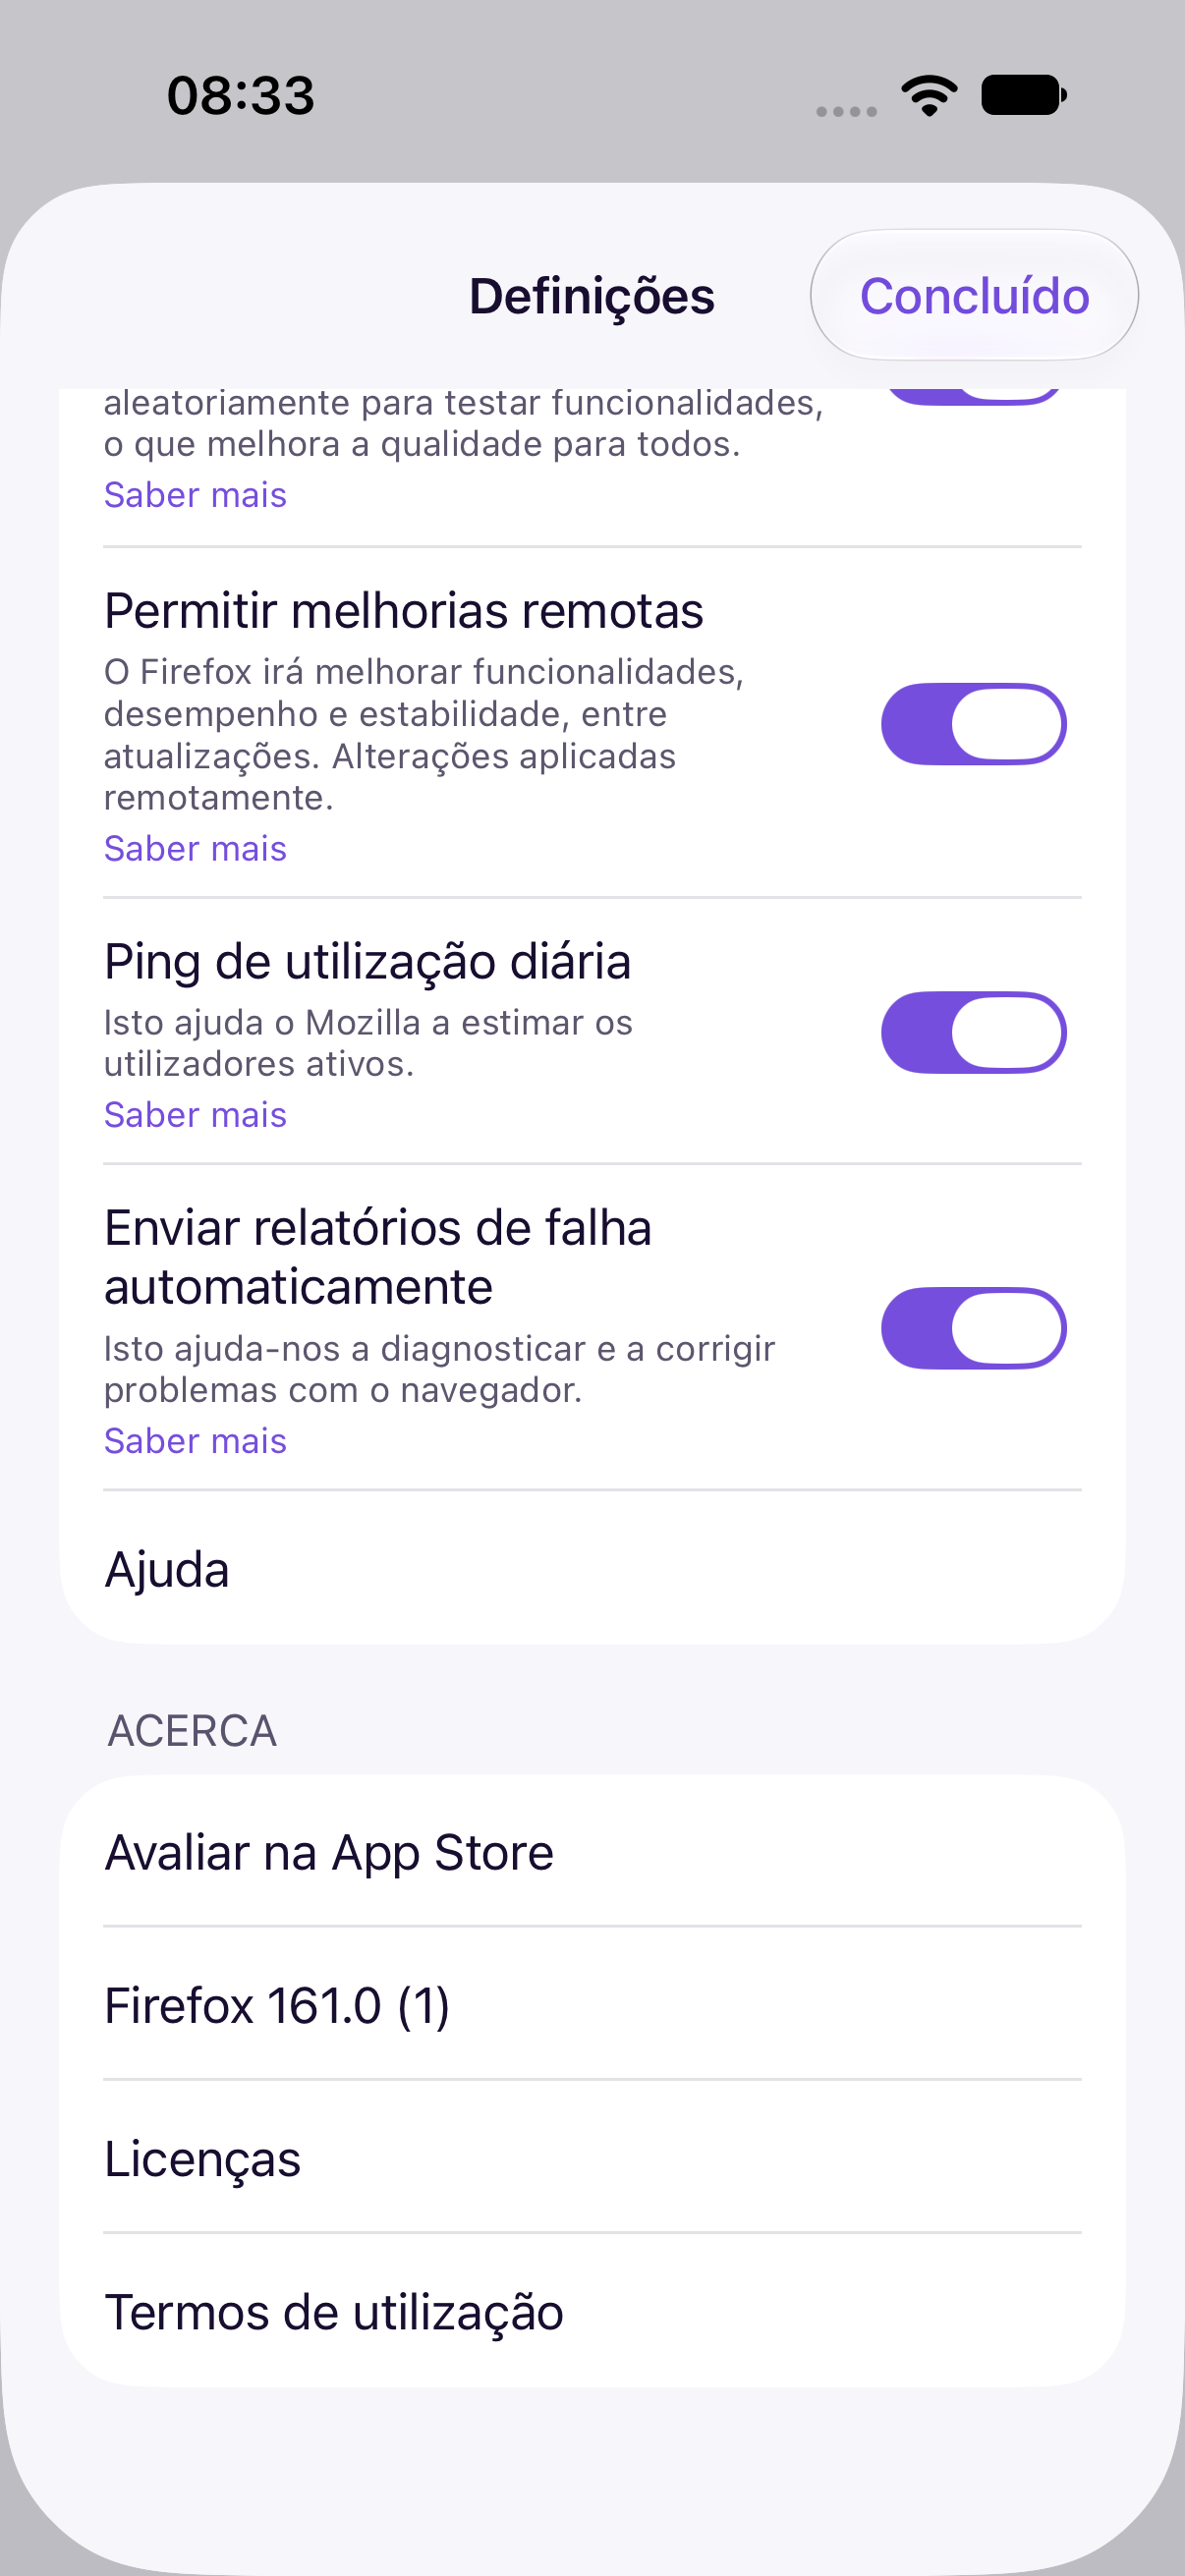 08:33
Definições
Concluído
aleatoriamente para testar funcionalidades,
o que melhora a qualidade para todos.
Saber mais
Permitir melhorias remotas
O Firefox irá melhorar funcionalidades,
desempenho e estabilidade, entre
atualizações. Alterações aplicadas
remotamente.
Saber mais
Ping de utilização diária
Isto ajuda o Mozilla a estimar os
utilizadores ativos.
Saber mais
Enviar relatórios de falha
automaticamente
Isto ajuda-nos a diagnosticar e a corrigir
problemas com o navegador.
Saber mais
Ajuda
ACERCA
Avaliar na App Store
Firefox 161.0 (1)
Licenças
Termos de utilização